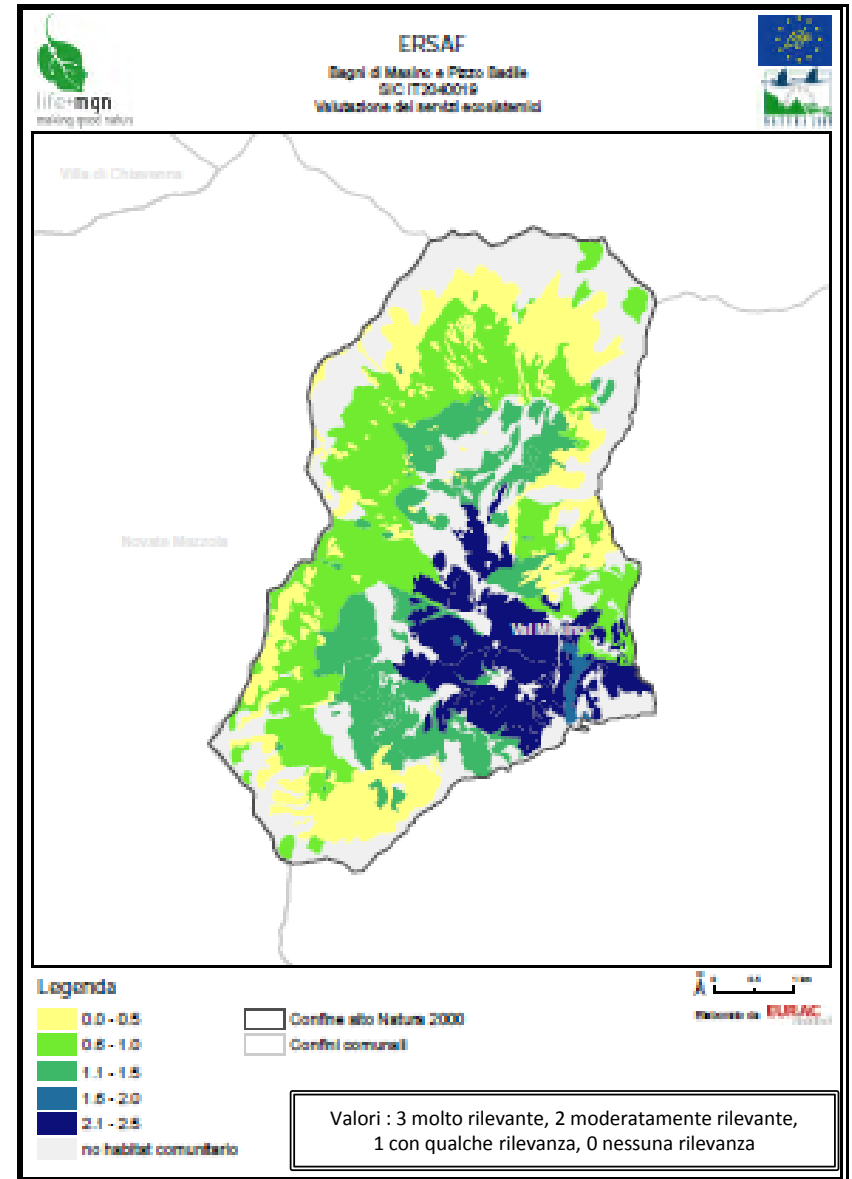 ERSAF
Bagni di Masino e Pizzo Badile
SIC IT2040019
Valutazione dei servizi ecosistemici
life+mgn
making good natura
Villa di Chiavenna
Novate Mezzola
Val Masino
Legenda
0.0 - 0.5
0.6 - 1.0
1.1 - 1.5
1.6 - 2.0
2.1 - 2.5
no habitat comunitario
Confine sito Natura 2000
Confini comunali
Elaborato da EURAC
Valori : 3 molto rilevante, 2 moderatamente rilevante,
1 con qualche rilevanza, 0 nessuna rilevanza